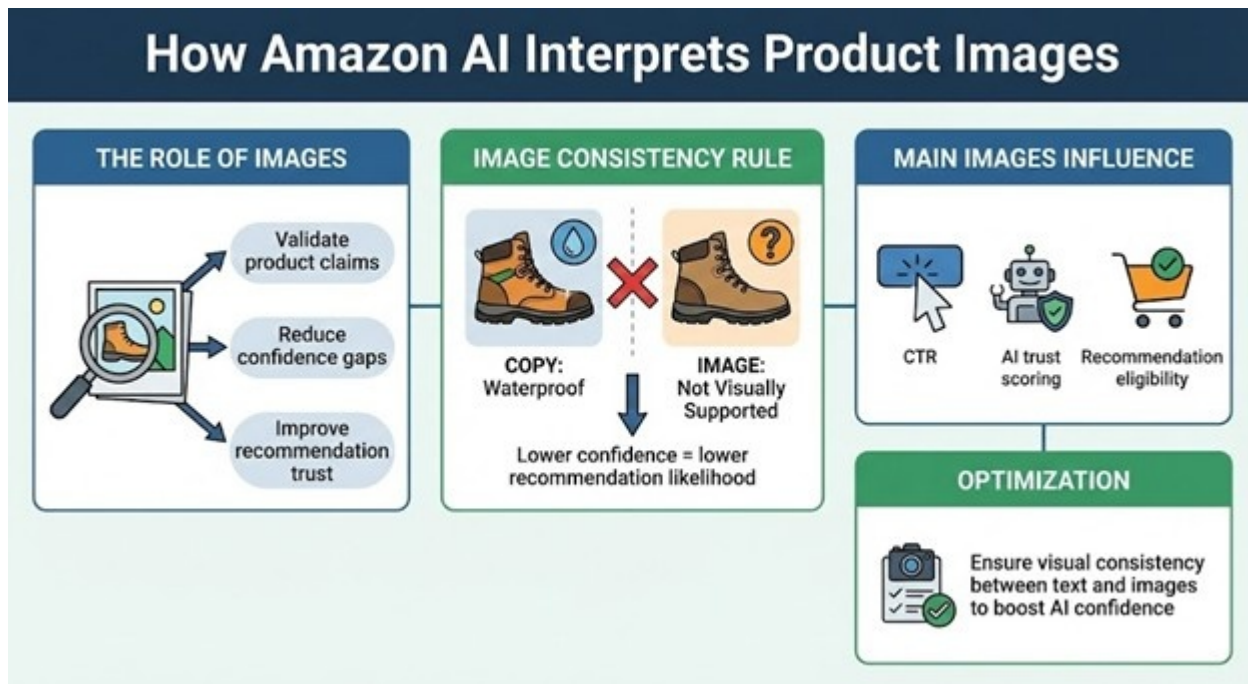 How Amazon AI Interprets Product Images
THE ROLE OF IMAGES
Validate
product claims
Reduce
confidence gaps
Improve
recommendation
trust
IMAGE CONSISTENCY RULE
COPY:
Waterproof
IMAGE:
Not Visually
Supported
Lower confidence = lower
recommendation likelihood
MAIN IMAGES INFLUENCE
CTR
AI trust
scoring
Recommendation
eligibility
OPTIMIZATION
Ensure visual consistency
between text and images
to boost AI confidence